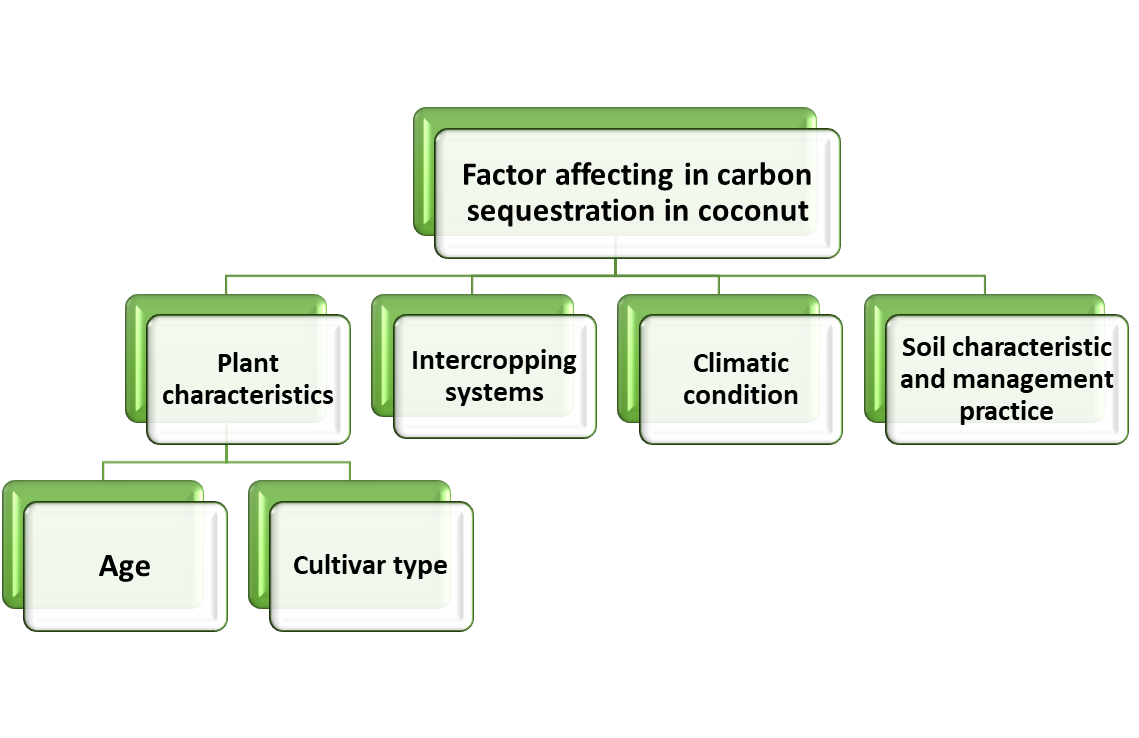 Factor affecting in carbon
sequestration in coconut
Plant
characteristics
Intercropping
systems
Climatic
condition
Soil characteristic
and management
practice
Age
Cultivar type